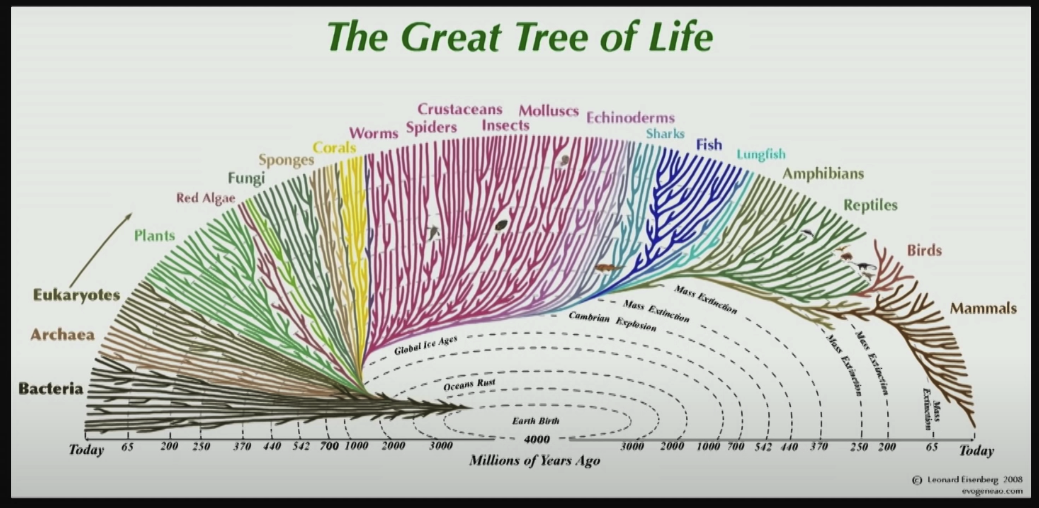 The Great Tree of Life
Crustaceans Molluscs Echinoderms
Worms Spiders Insects Sharks
Corals Fish
Sponges Lungfish
Fungi Amphibians
Red Algae Reptiles
Plants Birds
Eukaryotes Mammals
Archaea
Bacteria
Mass Extinction
Mass Extinction
Cambrian Explosion
Global Ice Ages
Mass Extinction
Mass Extinction
Mass Extinction
Oceans Rust
Earth Birth
Today 65 200 250 370 440 542 700 1000 2000 3000 4000 3000 2000 1000 700 542 440 370 250 200 65 Today
Millions of Years Ago
© Leonard Eisenberg 2008
evogeneao.com